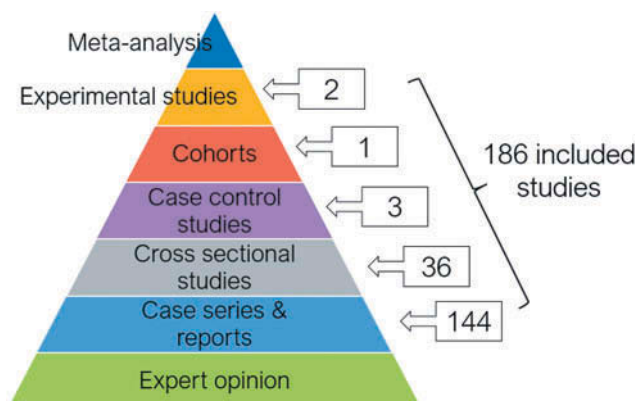 Meta-analysis
Experimental studies
2
Cohorts
1
186 included
studies
Case control
studies
3
Cross sectional
studies
36
Case series &
reports
144
Expert opinion